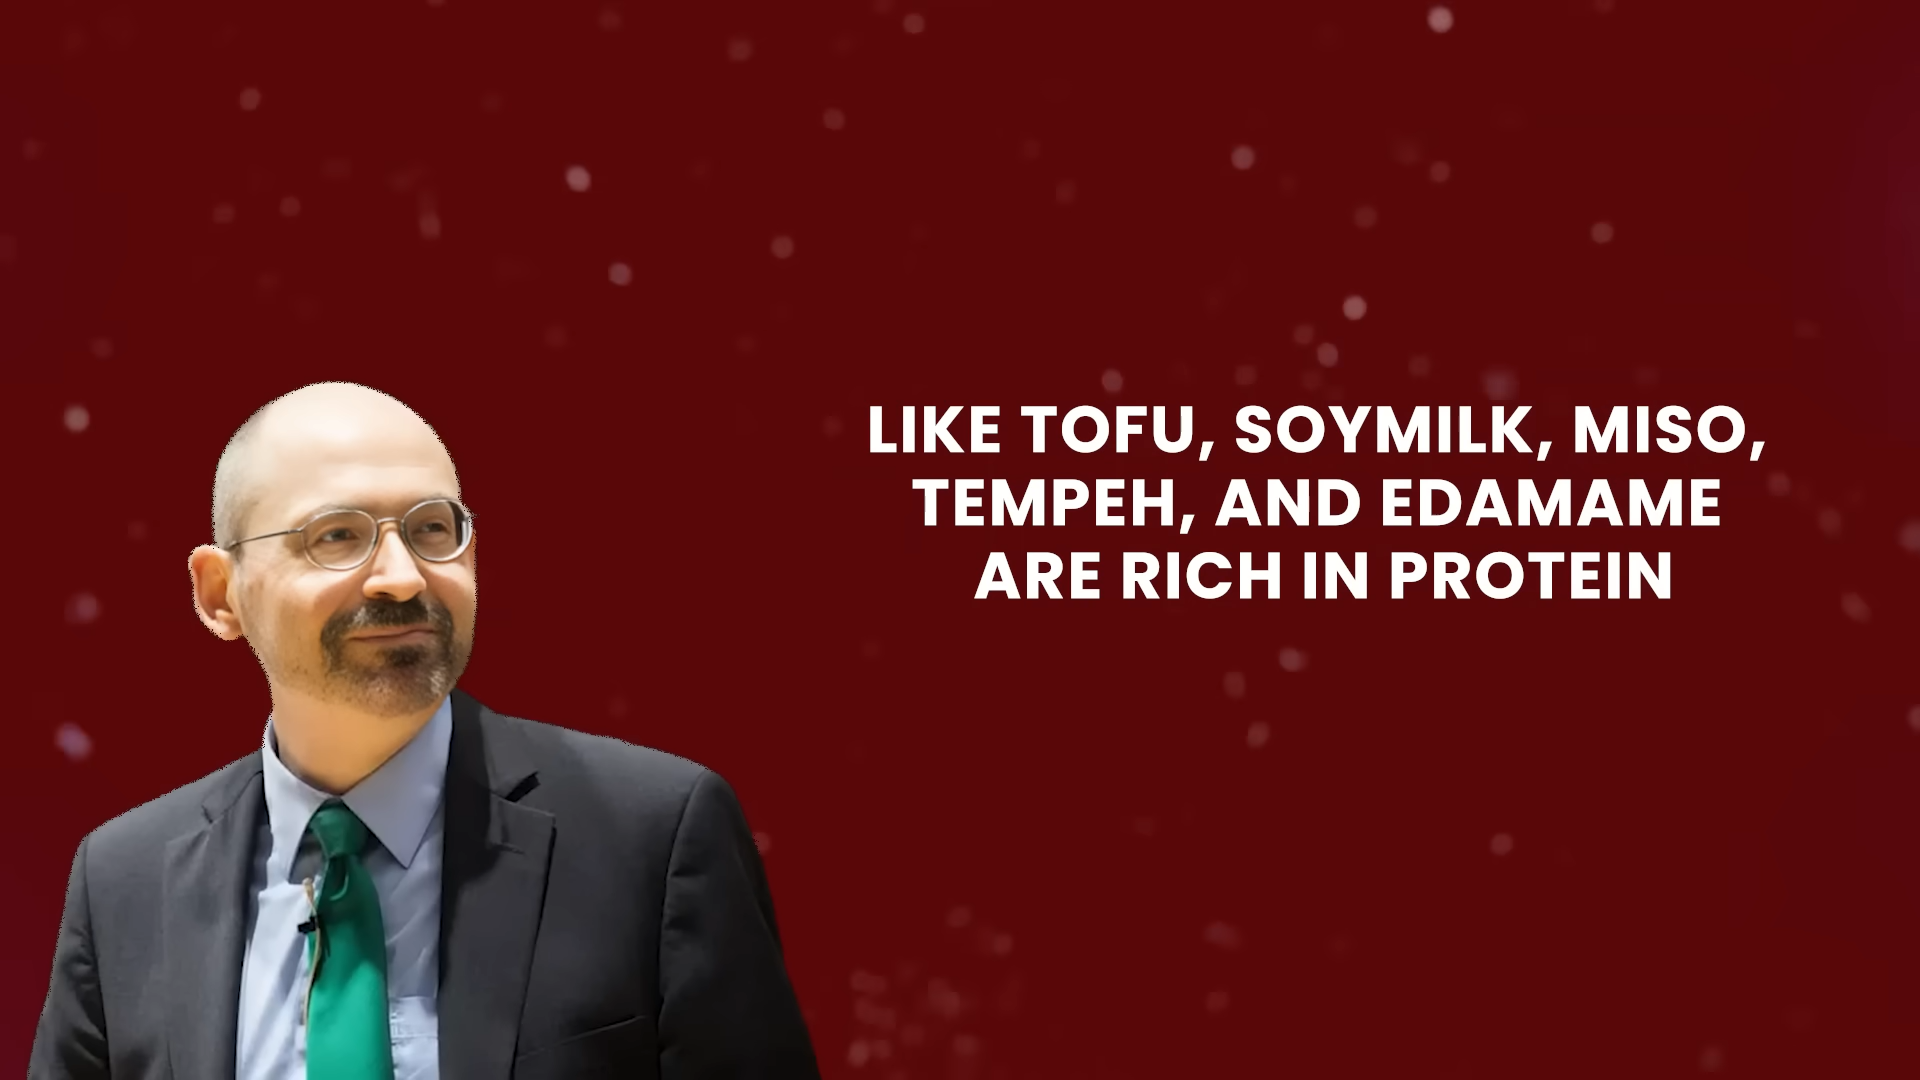 LIKE TOFU, SOYMILK, MISO,
TEMPEH, AND EDAMAME
ARE RICH IN PROTEIN